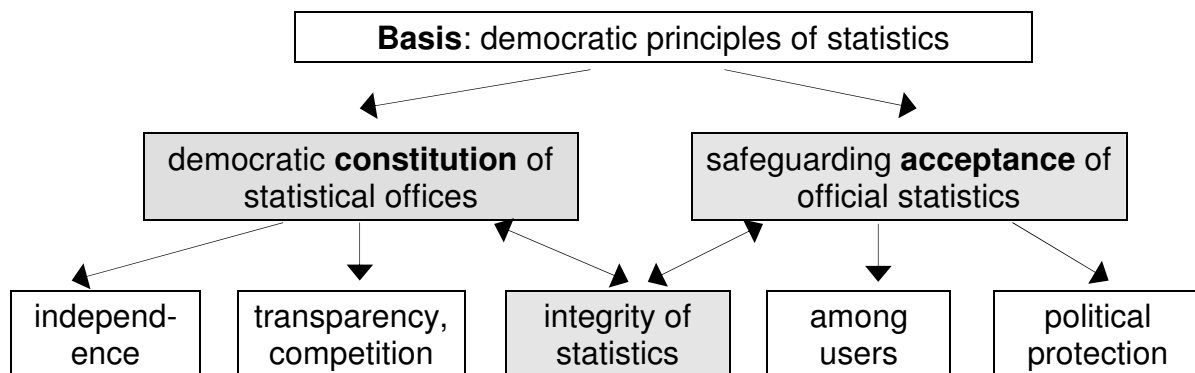 Basis: democratic principles of statistics
democratic constitution of
statistical offices
safeguarding acceptance of
official statistics
independ-
ence
transparency,
competition
integrity of
statistics
among
users
political
protection